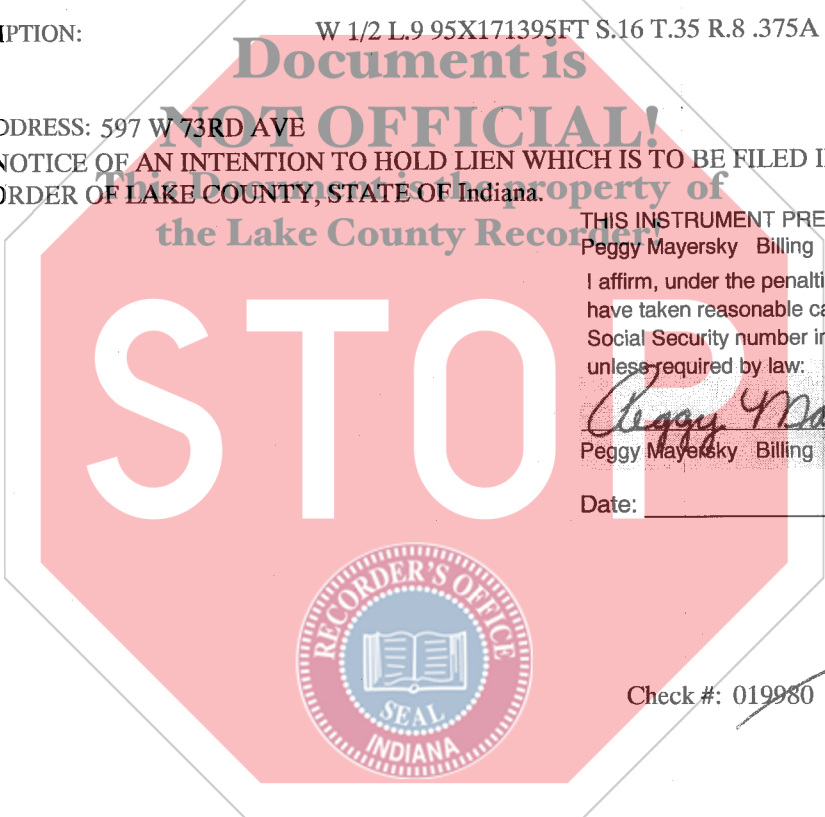 IPTION: W 1/2 L.9 95X171395FT S.16 T.35 R.8 .375A
Document is
DDRESS: 597 W 73RD AVE
NOT OFFICIAL!
NOTICE OF AN INTENTION TO HOLD LIEN WHICH IS TO BE FILED I
ORDER OF LAKE COUNTY, STATE OF Indiana.
This Document is the property of
the Lake County Recorder!
THIS INSTRUMENT PRE
Peggy Mayersky Billing
I affirm, under the penalti
have taken reasonable ca
Social Security number i
unless required by law:
Peggy Ma
Peggy Mayersky Billing
Date:
STOP
RECORDER'S OFFICE
SEAL
INDIANA
Check #: 019980